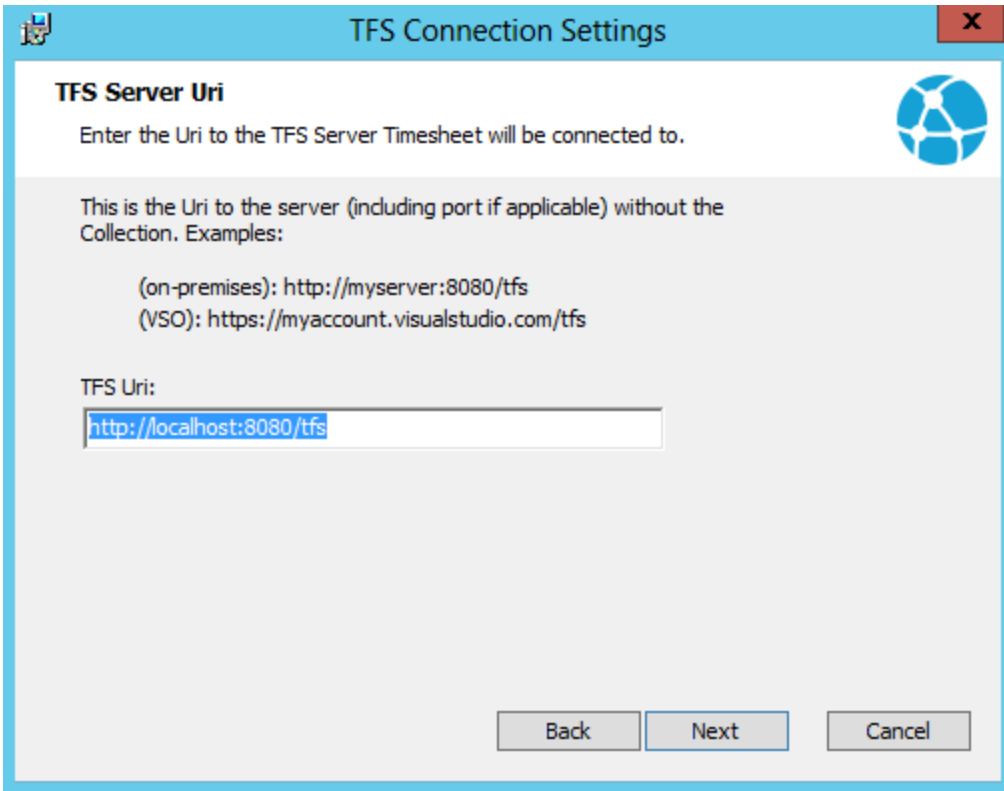 TFS Connection Settings
x
TFS Server Uri
Enter the Uri to the TFS Server Timesheet will be connected to.
This is the Uri to the server (including port if applicable) without the
Collection. Examples:
(on-premises): http://myserver:8080/tfs
(VSO): https://myaccount.visualstudio.com/tfs
TFS Uri:
http://localhost:8080/tfs
Back Next Cancel